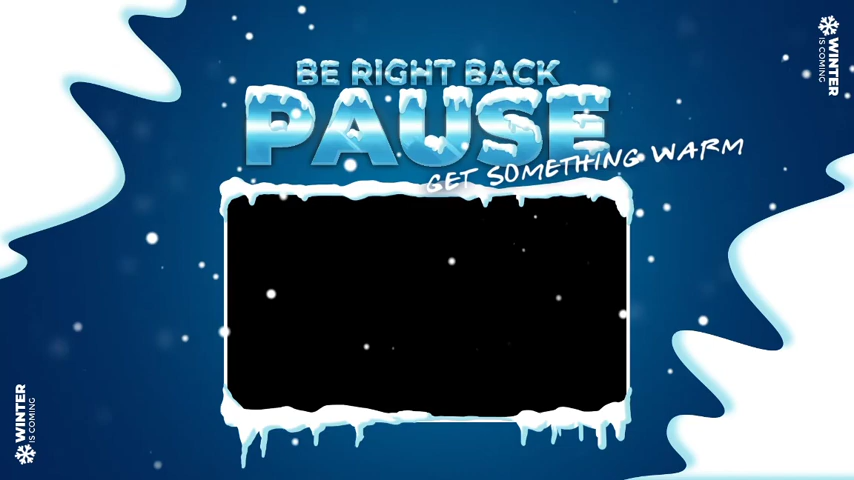 BE RIGHT BACK
PAUSE
GET SOMETHING WARM
WINTER
IS COMING
WINTER
IS COMING